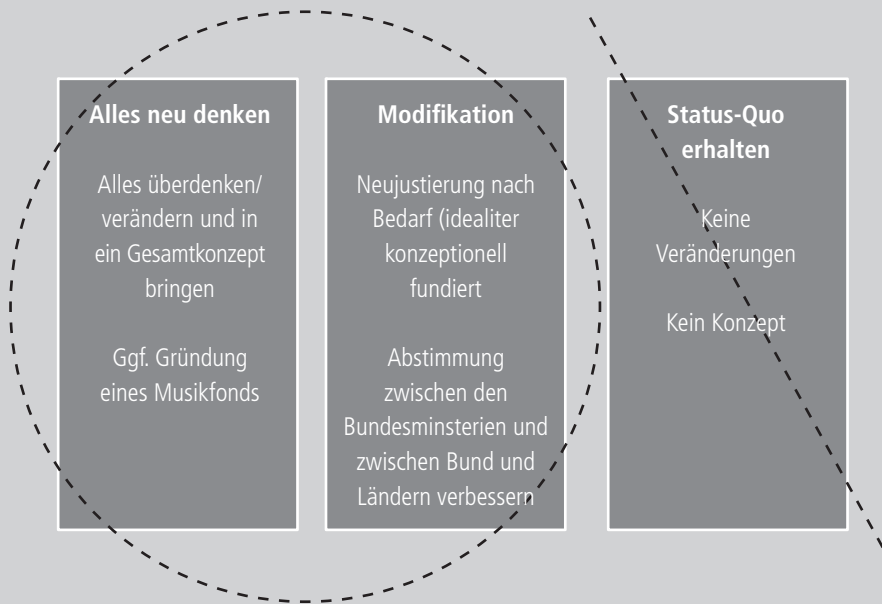 Alles neu denken
Alles überdenken/
verändern und in
ein Gesamtkonzept
bringen
Ggf. Gründung
eines Musikfonds
Modifikation
Neujustierung nach
Bedarf (idealiter
konzeptionell
fundiert
Abstimmung
zwischen den
Bundesminsterien und
zwischen Bund und
Ländern verbessern
Status-Quo
erhalten
Keine
Veränderungen
Kein Konzept